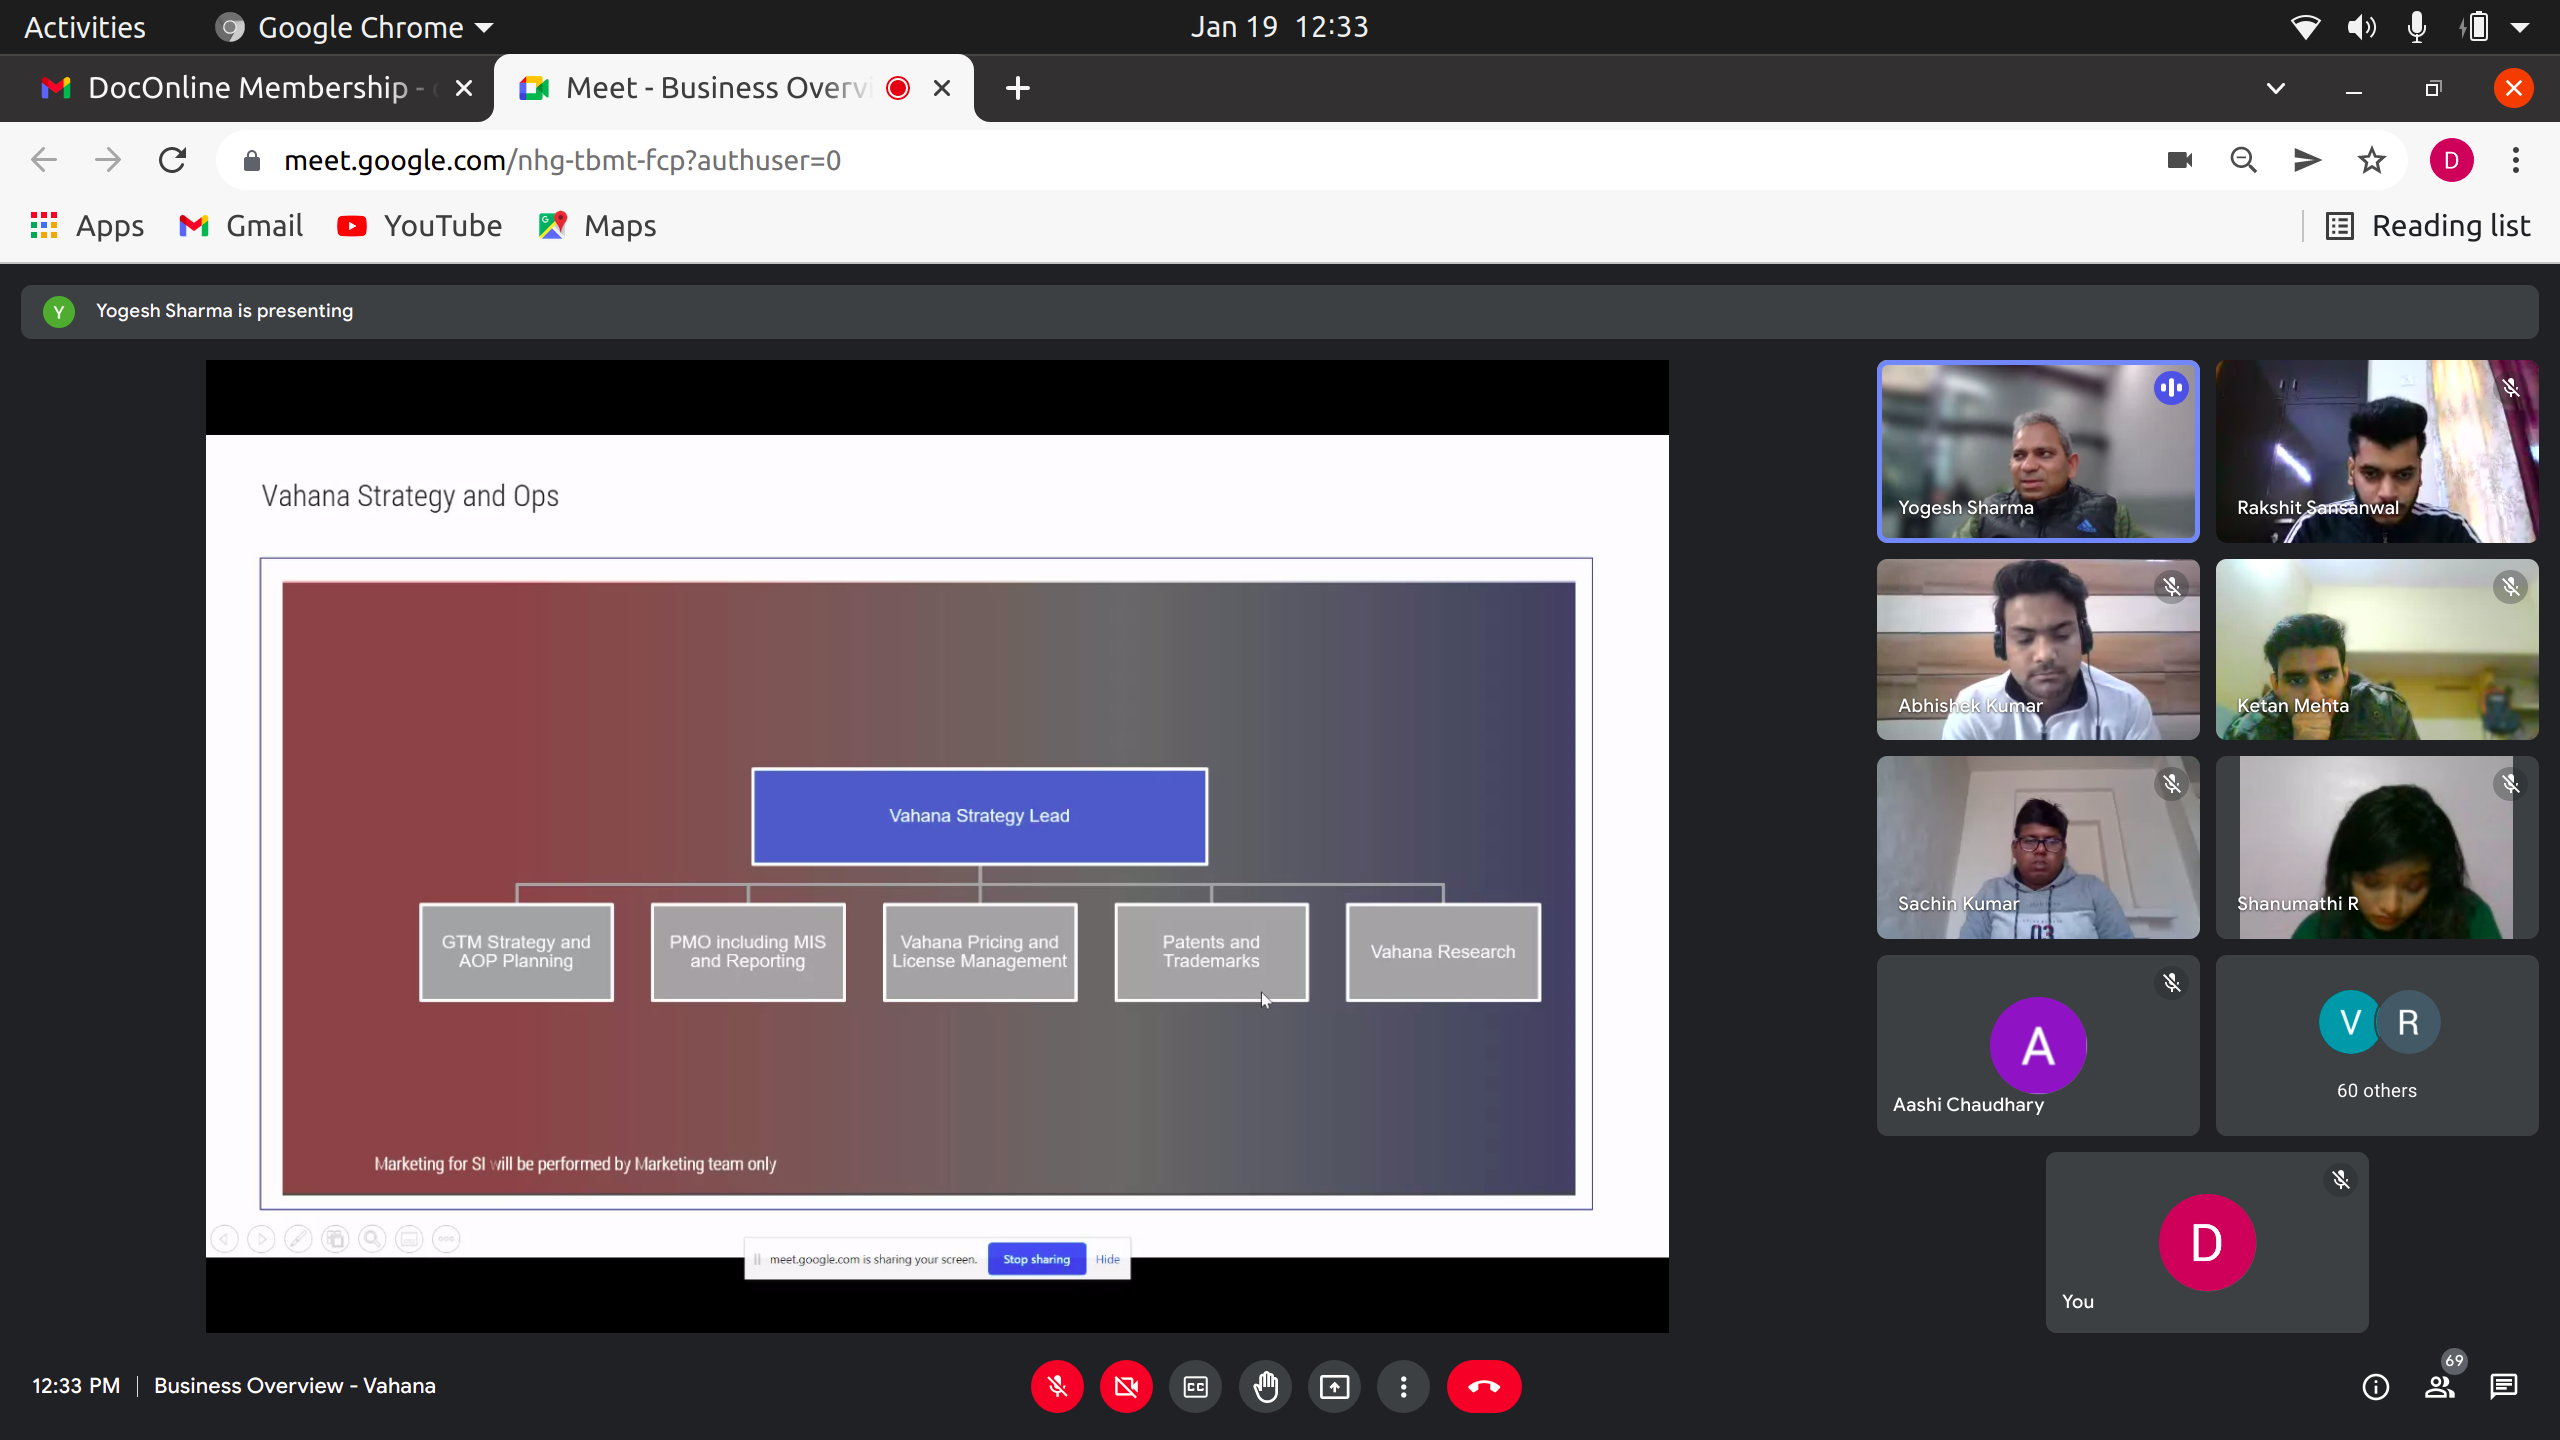 Activities
Google Chrome
Jan 19 12:33
DocOnline Membership -
Meet - Business Overvi
meet.google.com/nhg-tbmt-fcp?authuser=0
D
Apps
Gmail
YouTube
Maps
Reading list
Y
Yogesh Sharma is presenting
Vahana Strategy and Ops
Vahana Strategy Lead
GTM Strategy and
AOP Planning
PMO including MIS
and Reporting
Vahana Pricing and
License Management
Patents and
Trademarks
Vahana Research
Marketing for SI will be performed by Marketing team only
meet.google.com is sharing your screen.
Stop sharing
Hide
Yogesh Sharma
Rakshit Sansanwal
Abhishek Kumar
Ketan Mehta
Sachin Kumar
03
Shanumathi R
A
Aashi Chaudhary
V
R
60 others
D
You
12:33 PM
Business Overview - Vahana
CC
69